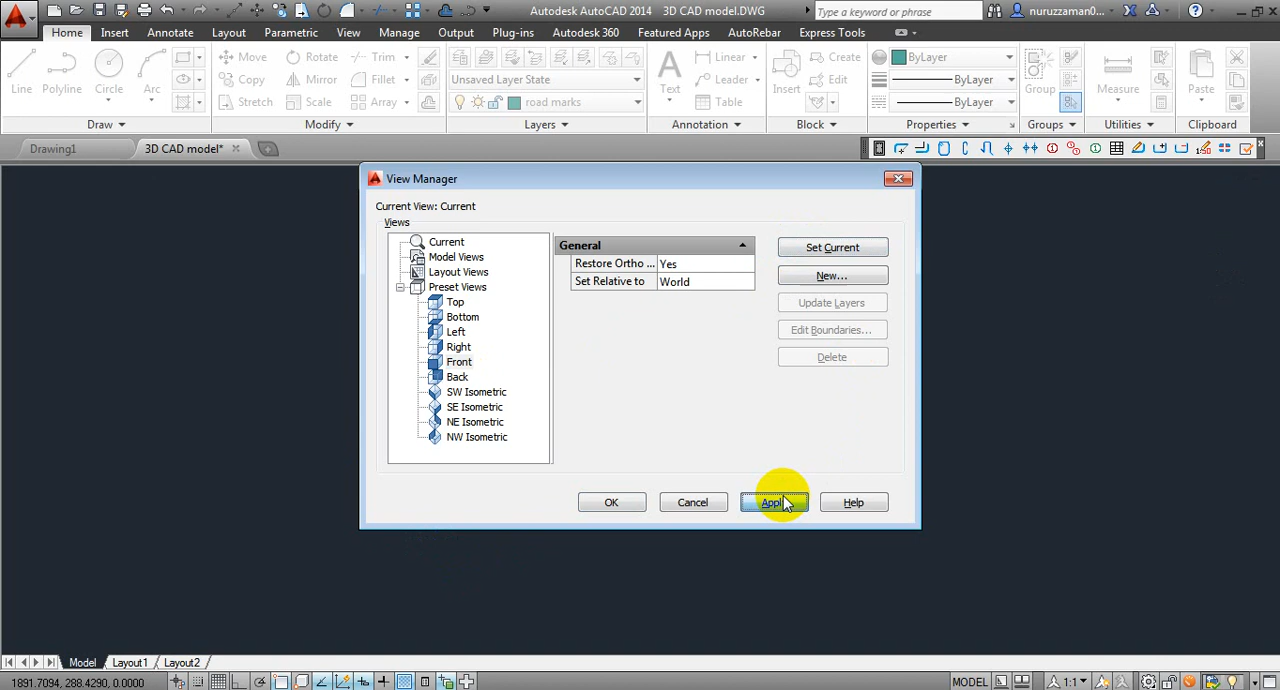 Autodesk AutoCAD 2014 3D CAD model.DWG Type a keyword or phrase nuruzzaman0...
Home Insert Annotate Layout Parametric View Manage Output Plug-ins Autodesk 360 Featured Apps AutoRebar Express Tools
Move Rotate Trim Linear Create ByLayer
Line Polyline Circle Arc Copy Mirror Fillet Unsaved Layer State Text Leader Insert Edit ByLayer Group Measure Paste
Stretch Scale Array road marks Table ByLayer
Draw Modify Layers Annotation Block Properties Groups Utilities Clipboard
Drawing1 3D CAD model*
View Manager
Current View: Current
Views
Current General Set Current
Model Views Restore Ortho ... Yes
Layout Views Set Relative to World New...
Preset Views
Top Update Layers
Bottom
Left Edit Boundaries...
Right
Front Delete
Back
SW Isometric
SE Isometric
NE Isometric
NW Isometric
OK Cancel Appl Help
Model Layout1 Layout2
1891.7094, 288.4290, 0.0000 MODEL 1:1